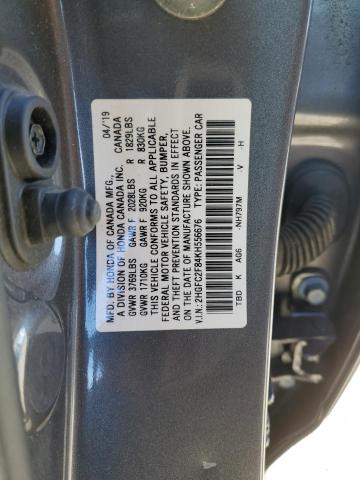 MFD. BY HONDA OF CANADA MFG., 04/'19
A DIVISION OF HONDA CANADA INC. CANADA
GVWR 3769LBS GAWR F 2028LBS R 1829LBS
GVWR 1710KG GAWR F 920KG R 830KG
THIS VEHICLE CONFORMS TO ALL APPLICABLE
FEDERAL MOTOR VEHICLE SAFETY, BUMPER,
AND THEFT PREVENTION STANDARDS IN EFFECT
ON THE DATE OF MANUFACTURE SHOWN ABOVE.
V.I.N.: 2HGFC2F84KH556676 TYPE: PASSENGER CAR
TBD K AG6 -NH797M V H